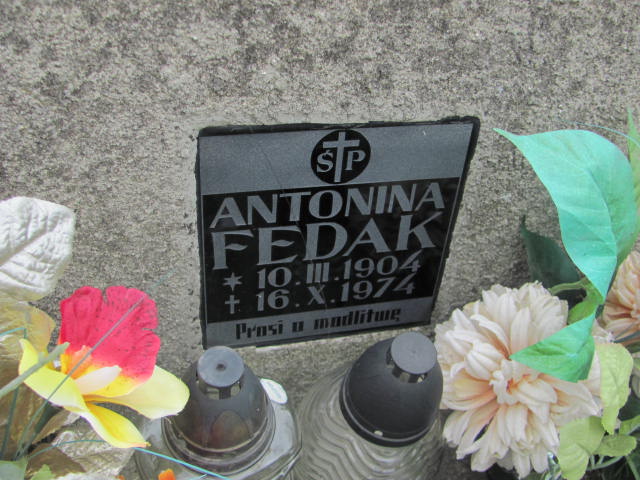 ŚP
ANTONINA
FEDAK
* 10.III.1904
† 16.X.1974
Prosi o modlitwę